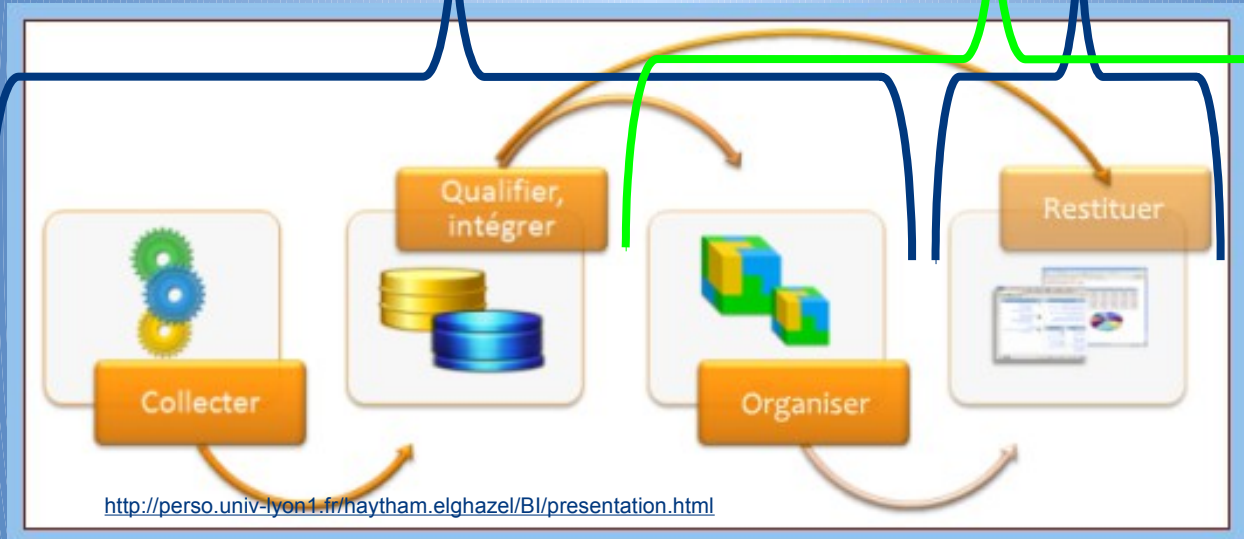 Qualifier,
intégrer
Restituer
Collecter
Organiser
http://perso.univ-lyon1.fr/haytham.elghazel/BI/presentation.html